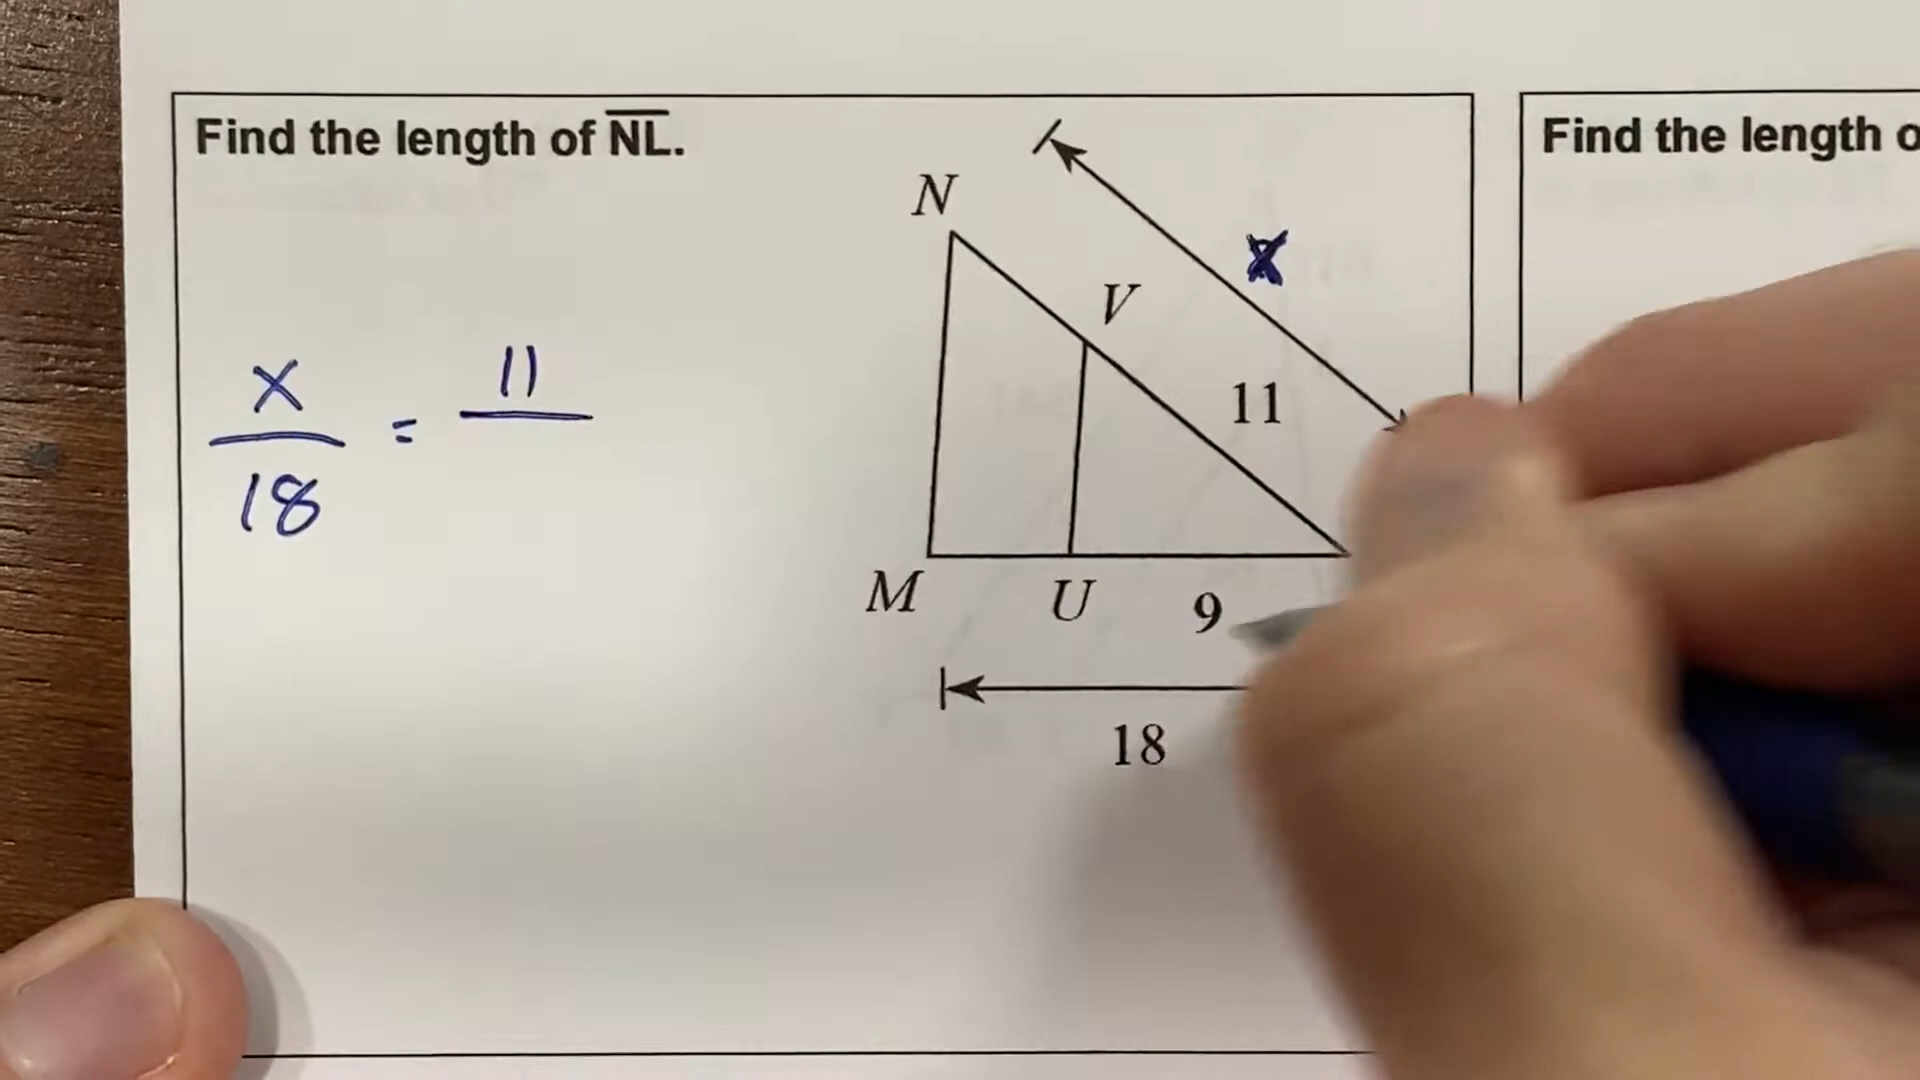 Find the length of NL.
Find the length o
N
x
V
11
x
=
11
18
M
U
9
18